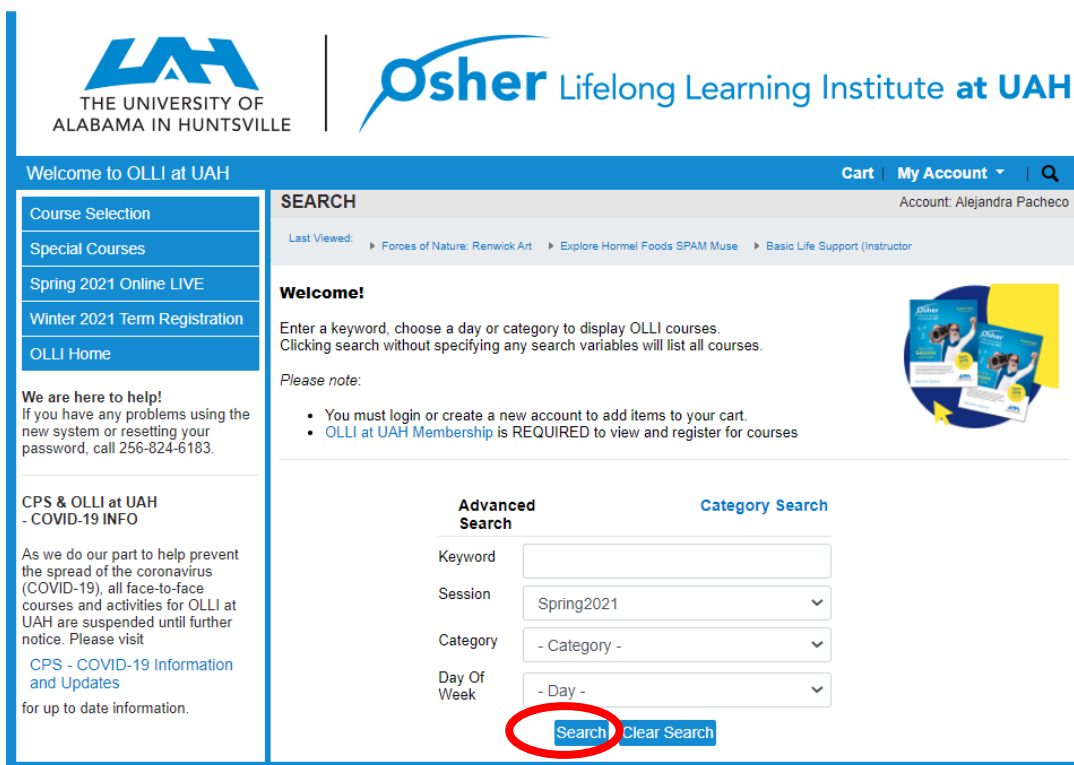 UAH
THE UNIVERSITY OF
ALABAMA IN HUNTSVILLE
Osher Lifelong Learning Institute at UAH
Welcome to OLLI at UAH
Cart | My Account |
Course Selection
Special Courses
Spring 2021 Online LIVE
Winter 2021 Term Registration
OLLI Home
We are here to help!
If you have any problems using the
new system or resetting your
password, call 256-824-6183.
CPS & OLLI at UAH
- COVID-19 INFO
As we do our part to help prevent
the spread of the coronavirus
(COVID-19), all face-to-face
courses and activities for OLLI at
UAH are suspended until further
notice. Please visit
CPS - COVID-19 Information
and Updates
for up to date information.
SEARCH
Account: Alejandra Pacheco
Last Viewed: Forces of Nature: Renwick Art Explore Hormel Foods SPAM Muse Basic Life Support (Instructor
Welcome!
Enter a keyword, choose a day or category to display OLLI courses.
Clicking search without specifying any search variables will list all courses.
Please note:
• You must login or create a new account to add items to your cart.
• OLLI at UAH Membership is REQUIRED to view and register for courses
Osher
Osher
Advanced
Search
Category Search
Keyword
Session Spring2021
Category - Category -
Day Of
Week - Day -
Search Clear Search